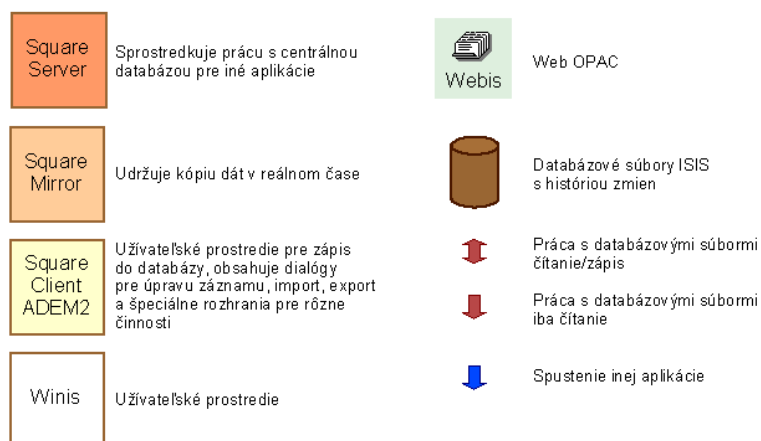 Square
Server
Sprostredkuje prácu s centrálnou
databázou pre iné aplikácie
Square
Mirror
Udržuje kópiu dát v reálnom čase
Square
Client
ADEM2
Užívateľské prostredie pre zápis
do databázy, obsahuje dialógy
pre úpravu záznamu, import, export
a špeciálne rozhrania pre rôzne
činnosti
Winis
Užívateľské prostredie
Webis
Web OPAC
Databázové súbory ISIS
s históriou zmien
Práca s databázovými súbormi
čítanie/zápis
Práca s databázovými súbormi
iba čítanie
Spustenie inej aplikácie